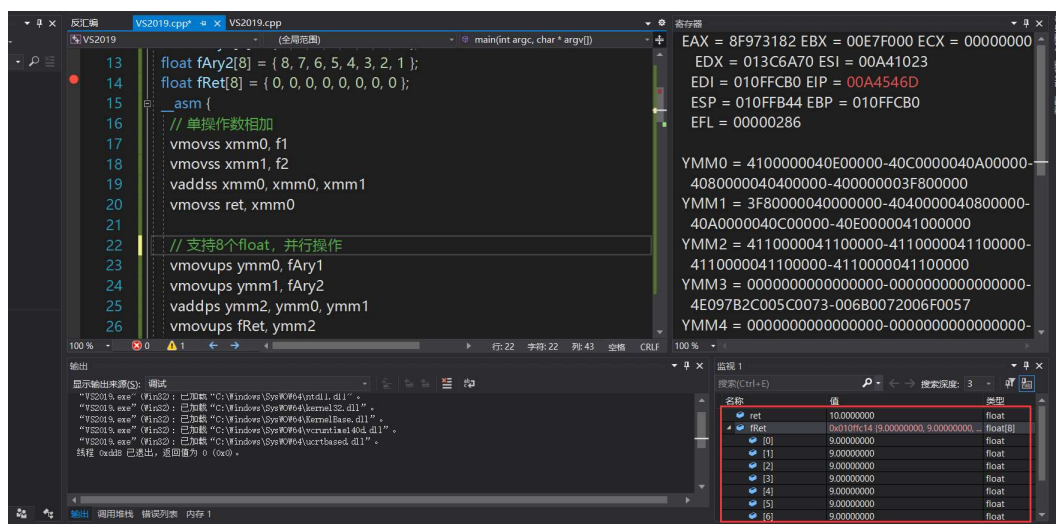 反汇编 VS2019.cpp* VS2019.cpp
VS2019 (全局范围) main(int argc, char * argv[])
13 float fAry2[8] = { 8, 7, 6, 5, 4, 3, 2, 1 };
14 float fRet[8] = { 0, 0, 0, 0, 0, 0, 0, 0 };
15 __asm {
16 // 单操作数相加
17 vmovss xmm0, f1
18 vmovss xmm1, f2
19 vaddss xmm0, xmm0, xmm1
20 vmovss ret, xmm0
21
22 // 支持8个float，并行操作
23 vmovups ymm0, fAry1
24 vmovups ymm1, fAry2
25 vaddps ymm2, ymm0, ymm1
26 vmovups fRet, ymm2
100 % 0 1 行: 22 字符: 22 列: 43 空格 CRLF
寄存器
EAX = 8F973182 EBX = 00E7F000 ECX = 00000000
EDX = 013C6A70 ESI = 00A41023
EDI = 010FFCB0 EIP = 00A4546D
ESP = 010FFB44 EBP = 010FFCB0
EFL = 00000286
YMM0 = 4100000040E00000-40C0000040A00000-
4080000040400000-400000003F800000
YMM1 = 3F80000040000000-4040000040800000-
40A0000040C00000-40E0000041000000
YMM2 = 4110000041100000-4110000041100000-
4110000041100000-4110000041100000
YMM3 = 0000000000000000-0000000000000000-
4E097B2C005C0073-006B0072006F0057
YMM4 = 0000000000000000-0000000000000000-
100 %
输出
显示输出来源(S): 调试
“VS2019.exe”(Win32): 已加载“C:\Windows\SysWOW64\ntdll.dll”。
“VS2019.exe”(Win32): 已加载“C:\Windows\SysWOW64\kernel32.dll”。
“VS2019.exe”(Win32): 已加载“C:\Windows\SysWOW64\KernelBase.dll”。
“VS2019.exe”(Win32): 已加载“C:\Windows\SysWOW64\vcruntime140d.dll”。
“VS2019.exe”(Win32): 已加载“C:\Windows\SysWOW64\ucrtbased.dll”。
线程 0xdd8 已退出，返回值为 0 (0x0)。
输出 调用堆栈 错误列表 内存 1
监视 1
搜索(Ctrl+E) 搜索深度: 3
名称 值 类型
ret 10.0000000 float
fRet 0x010ffc14 {9.00000000, 9.00000000, ... float[8]
[0] 9.00000000 float
[1] 9.00000000 float
[2] 9.00000000 float
[3] 9.00000000 float
[4] 9.00000000 float
[5] 9.00000000 float
[6] 9.00000000 float